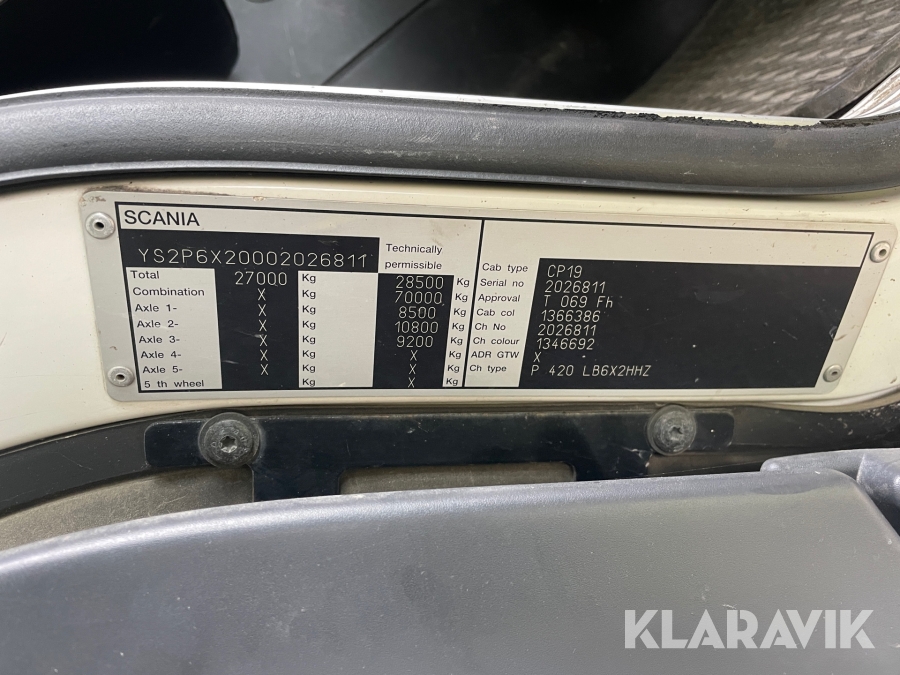 SCANIA
YS2P6X20002026811 Technically permissible
Total 27000 Kg 28500 Kg
Combination X 70000 Kg
Axle 1- X Kg 8500 Kg
Axle 2- X Kg 10800 Kg
Axle 3- X Kg 9200 Kg
Axle 4- X Kg X Kg
Axle 5- X Kg X Kg
5 th wheel Kg X Kg
Cab type CP19
Serial no 2026811
Approval T 069 Fh
Cab col 1366386
Ch No 2026811
Ch colour 1346692
ADR GTW X
Ch type P 420 LB6X2HHZ
KLARAVIK